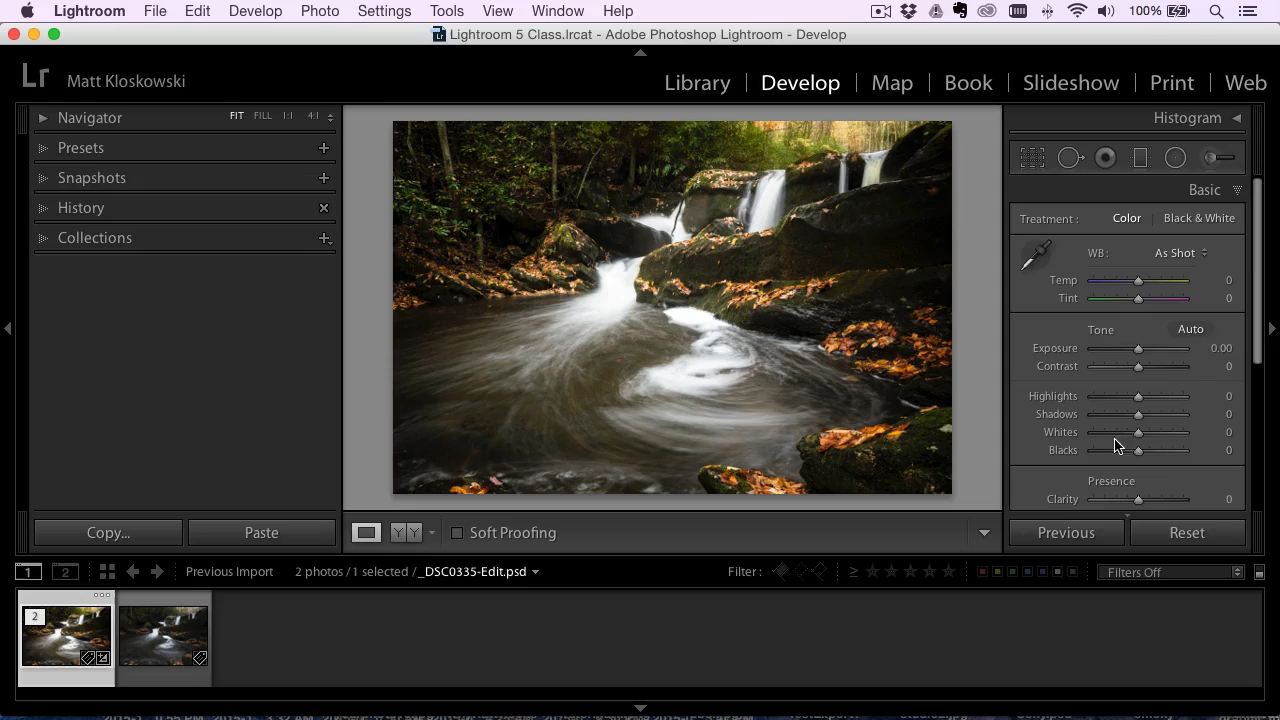 Lightroom File Edit Develop Photo Settings Tools View Window Help 100%
Lr Lightroom 5 Class.lrcat - Adobe Photoshop Lightroom - Develop
Lr Matt Kloskowski Library Develop Map Book Slideshow Print Web
Navigator FIT FILL 1:1 4:1
Presets
Snapshots
History
Collections
Copy... Paste
Histogram
Basic
Treatment : Color Black & White
WB : As Shot
Temp 0
Tint 0
Tone Auto
Exposure 0.00
Contrast 0
Highlights 0
Shadows 0
Whites 0
Blacks 0
Presence
Clarity 0
Previous Reset
YY Soft Proofing
1 2 Previous Import 2 photos / 1 selected / _DSC0335-Edit.psd Filter : Filters Off
2